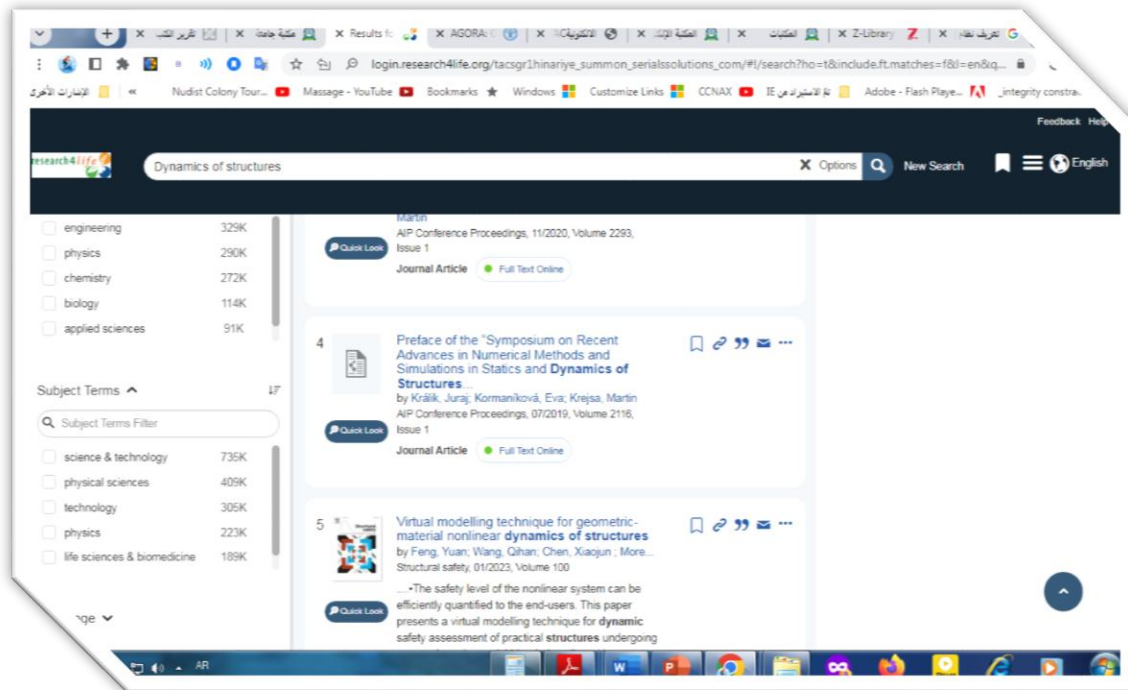 Results fo
AGORA:
Z-Library
login.research4life.org/tacsgr1hinariye_summon_serialssolutions_com/#!/search?ho=t&include.ft.matches=f&l=en&q...
الإشارات الأخرى
»
Nudist Colony Tour...
Massage - YouTube
Bookmarks
Windows
Customize Links
CCNAX
تم الاستيراد من IE
Adobe - Flash Playe...
_integrity constra
Feedback Help
research4life
Dynamics of structures
X Options
New Search
English
engineering 329K
physics 290K
chemistry 272K
biology 114K
applied sciences 91K
Subject Terms
Subject Terms Filter
science & technology 735K
physical sciences 409K
technology 305K
physics 223K
life sciences & biomedicine 189K
Martin
AIP Conference Proceedings, 11/2020, Volume 2293,
Issue 1
Quick Look
Journal Article Full Text Online
4
Preface of the "Symposium on Recent
Advances in Numerical Methods and
Simulations in Statics and Dynamics of
Structures...
by Králik, Juraj; Kormaníková, Eva; Krejsa, Martin
AIP Conference Proceedings, 07/2019, Volume 2116,
Issue 1
Quick Look
Journal Article Full Text Online
5
Virtual modelling technique for geometric-
material nonlinear dynamics of structures
by Feng, Yuan; Wang, Qihan; Chen, Xiaojun ; More...
Structural safety, 01/2023, Volume 100
....•The safety level of the nonlinear system can be
efficiently quantified to the end-users. This paper
presents a virtual modelling technique for dynamic
safety assessment of practical structures undergoing
Quick Look
AR